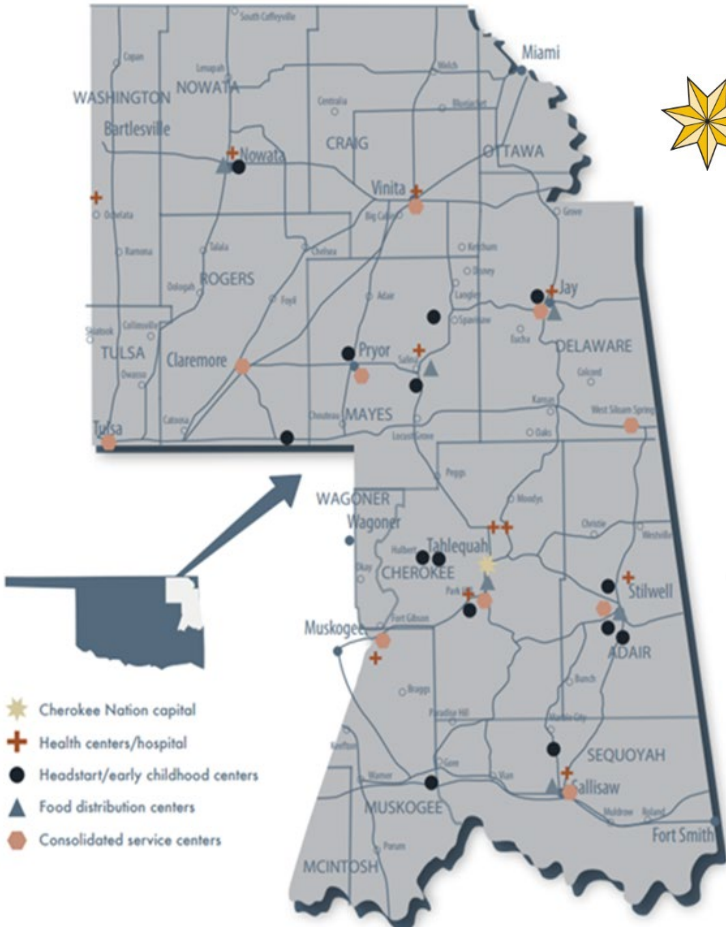 South Coffeyville
Miami
Copan
Lenapah
Welch
NOWATA
WASHINGTON
Centralia
Bluejacket
Bartlesville
CRAIG
OTTAWA
Nowata
Vinita
Ochelata
Big Cabin
Grove
Ramona
Talala
Chelsea
Ketchum
Disney
ROGERS
Oologah
Foyil
Adair
Langley
Jay
Spavinaw
Collinsville
Eucha
TULSA
Claremore
Pryor
Salina
DELAWARE
Owasso
Colcord
Kansas
Chouteau
MAYES
West Siloam Spring
Tulsa
Catoosa
Locust Grove
Oaks
Peggs
WAGONER
Moodys
Wagoner
Christie
Westville
Tahlequah
Hulbert
Okay
CHEROKEE
Stilwell
Park Hill
Fort Gibson
Muskogee
ADAIR
Bunch
Braggs
Cherokee Nation capital
Paradise Hill
Marble City
Health centers/hospital
SEQUOYAH
Gore
Headstart/early childhood centers
Warner
Vian
Sallisaw
Food distribution centers
MUSKOGEE
Muldrow
Roland
Fort Smith
Consolidated service centers
Porum
MCINTOSH